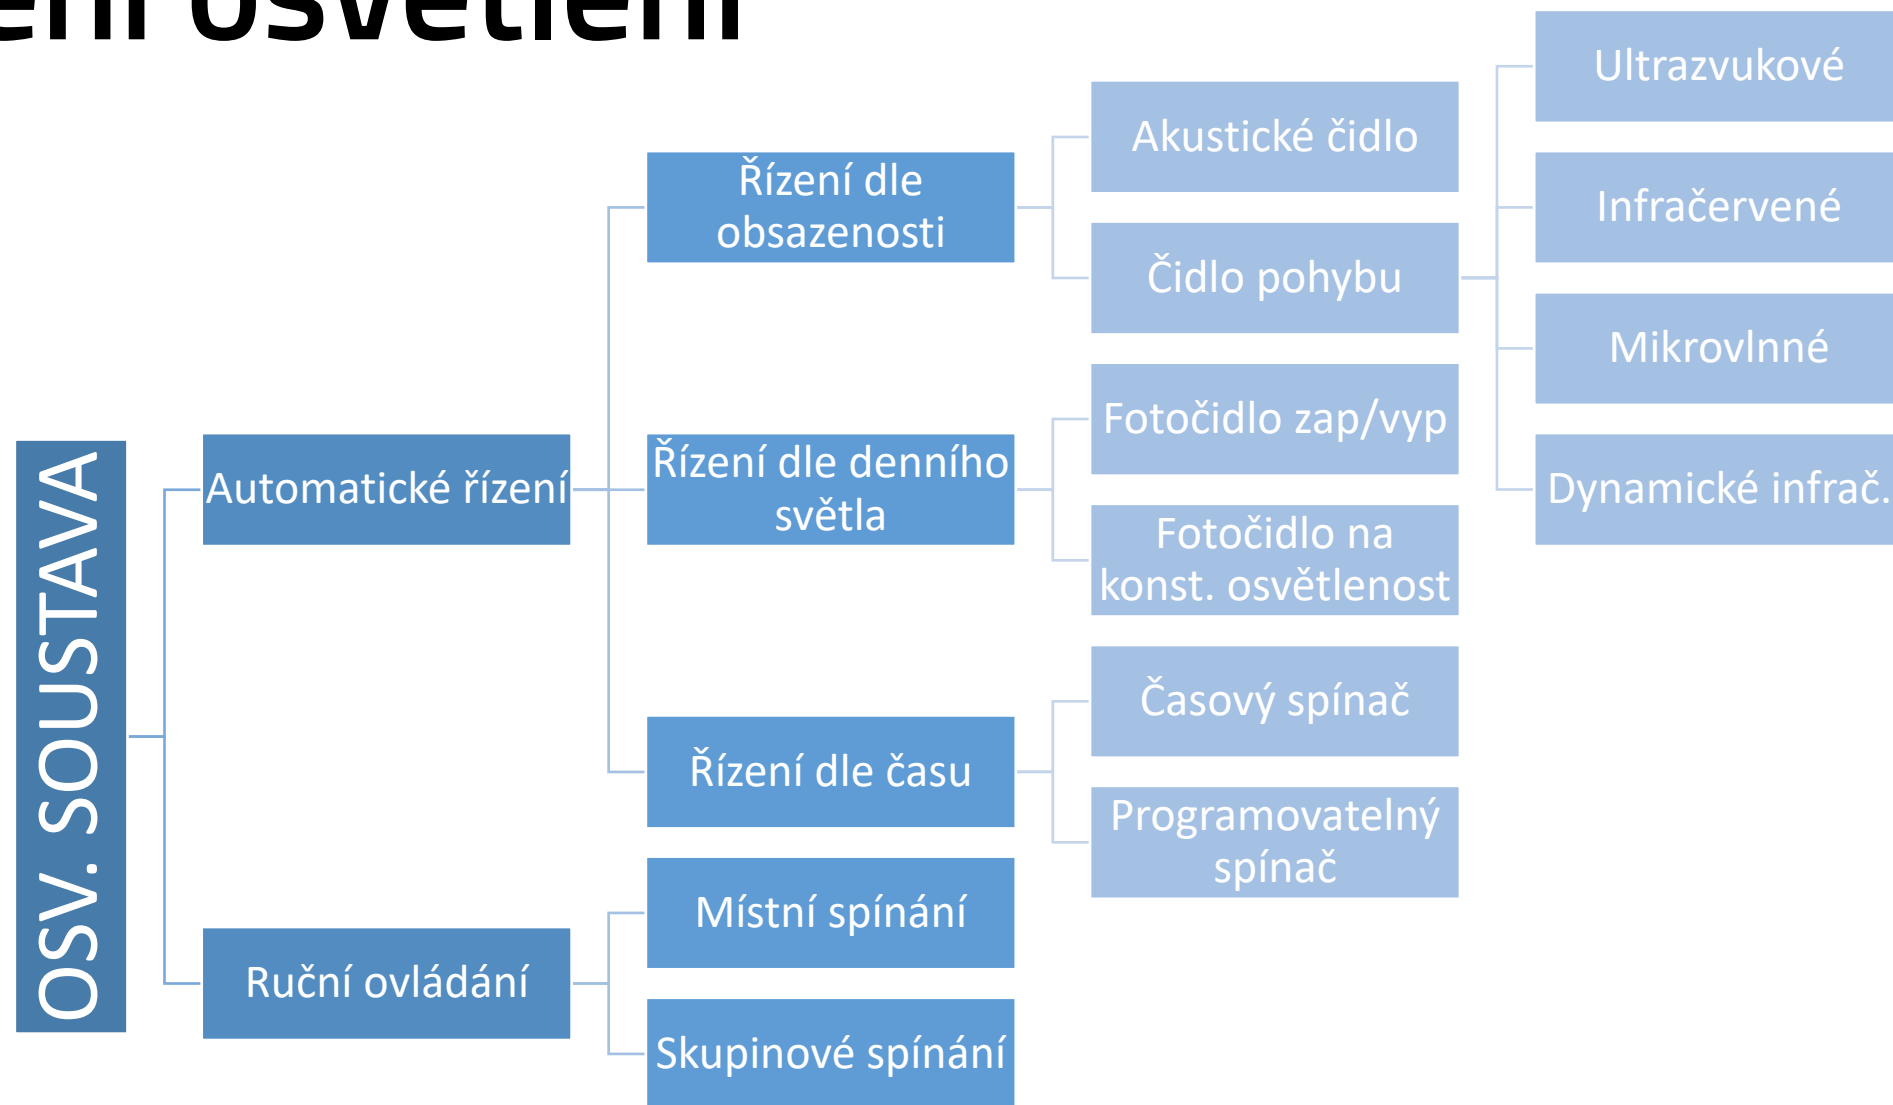 osvětlení
OSV. SOUSTAVA
Automatické řízení
Řízení dle
obsazenosti
Akustické čidlo
Čidlo pohybu
Ultrazvukové
Infračervené
Mikrovlnné
Dynamické infrač.
Řízení dle denního
světla
Fotočidlo zap/vyp
Fotočidlo na
konst. osvětlenost
Řízení dle času
Časový spínač
Programovatelný
spínač
Ruční ovládání
Místní spínání
Skupinové spínání